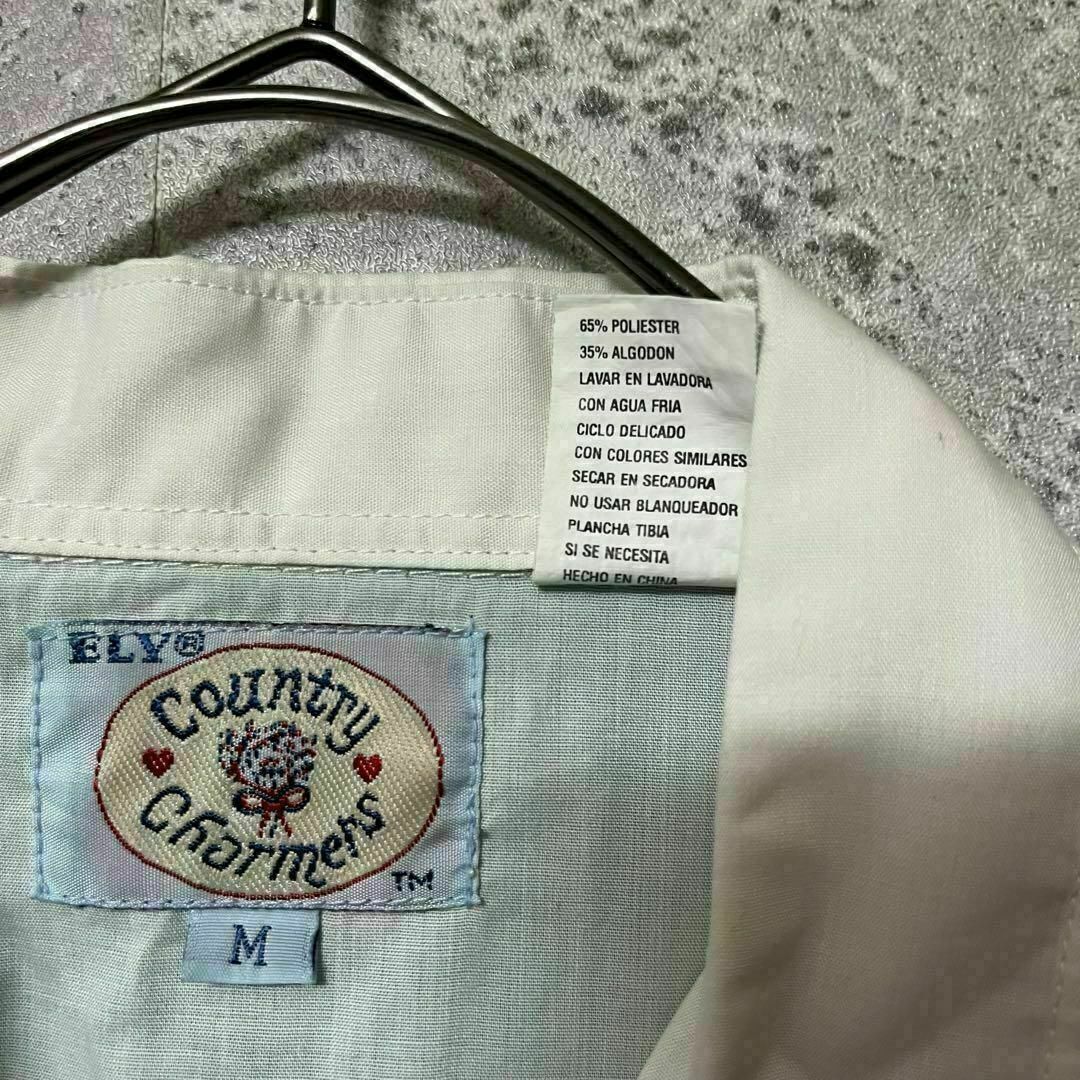 65% POLIESTER
35% ALGODON
LAVAR EN LAVADORA
CON AGUA FRIA
CICLO DELICADO
CON COLORES SIMILARES
SECAR EN SECADORA
NO USAR BLANQUEADOR
PLANCHA TIBIA
SI SE NECESITA
HECHO EN CHINA
ELY®
Country
Charmers
TM
M